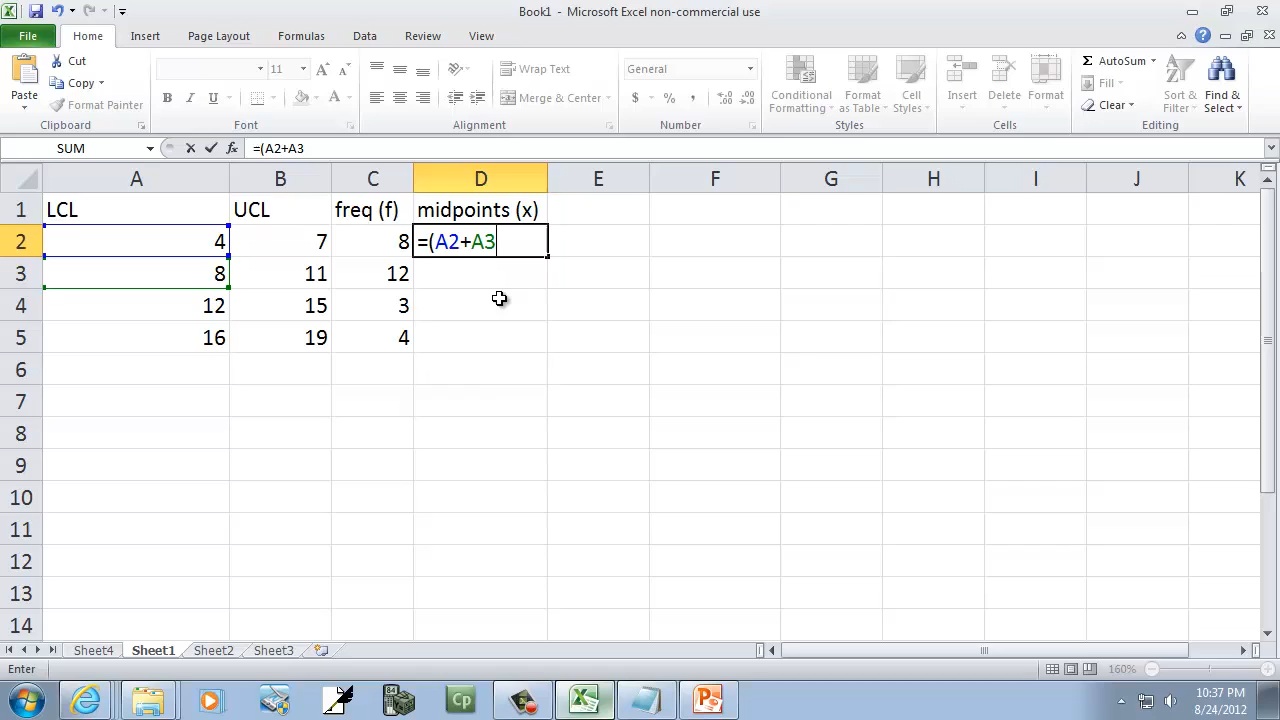 Book1 - Microsoft Excel non-commercial use
File Home Insert Page Layout Formulas Data Review View
Paste
Cut
Copy
Format Painter
Clipboard
11
Font
Wrap Text
Merge & Center
Alignment
General
$ % ,
Number
Conditional Formatting
Format as Table
Cell Styles
Styles
Insert Delete Format
Cells
AutoSum
Fill
Clear
Sort & Filter
Find & Select
Editing
SUM =(A2+A3
A B C D E F G H I J K
1 LCL UCL freq (f) midpoints (x)
2 4 7 8 =(A2+A3
3 8 11 12
4 12 15 3
5 16 19 4
6
7
8
9
10
11
12
13
14
Sheet4 Sheet1 Sheet2 Sheet3
Enter 160%
10:37 PM
8/24/2012